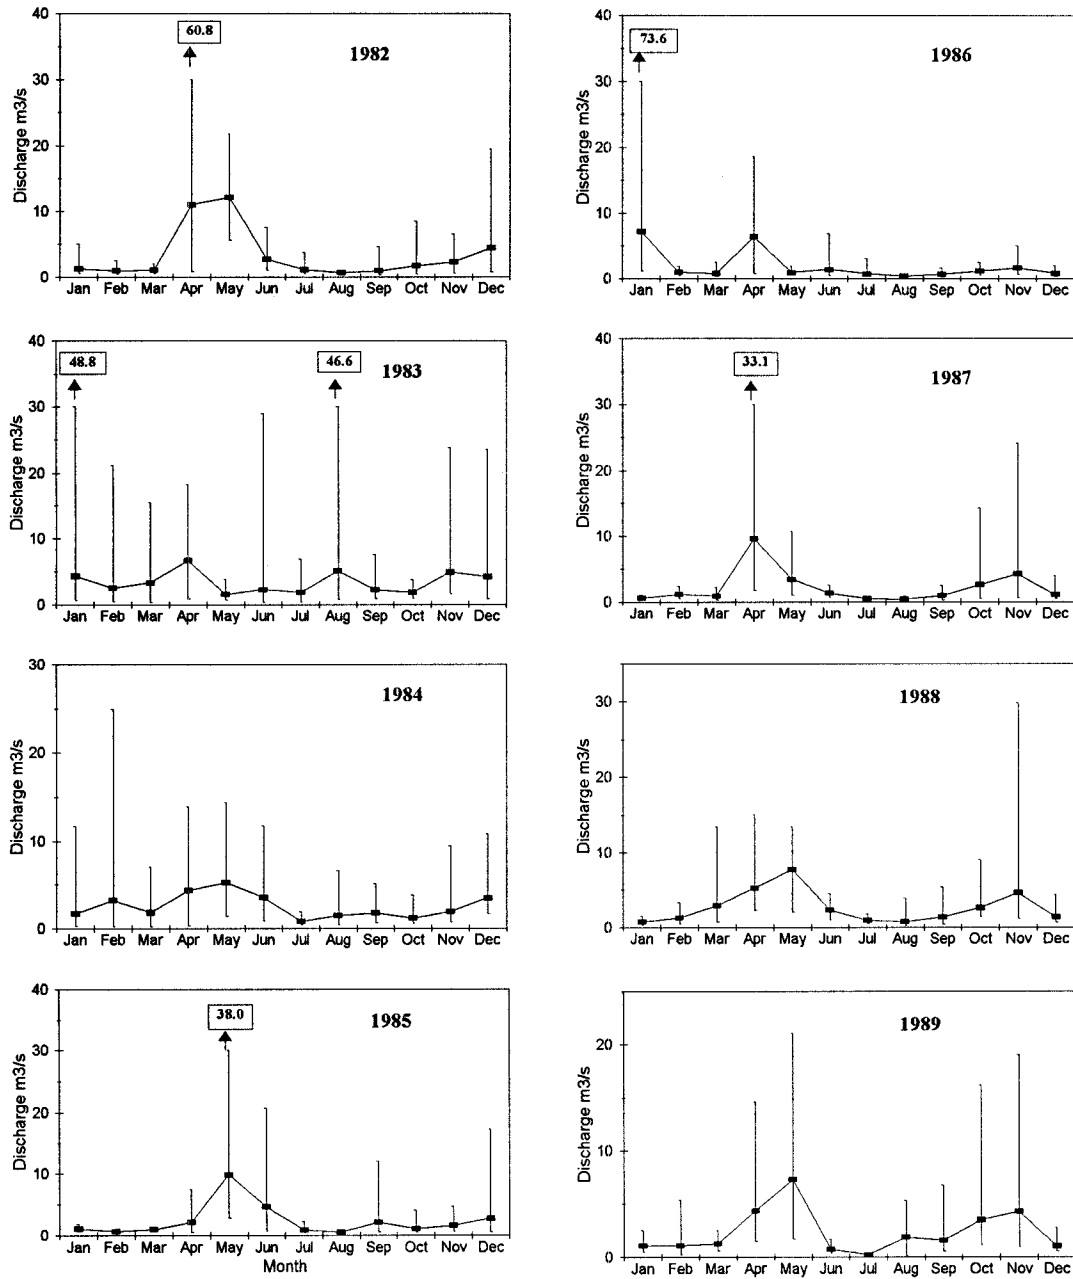 40
30
20
10
0
Discharge m3/s
60.8
1982
Jan Feb Mar Apr May Jun Jul Aug Sep Oct Nov Dec
40
30
20
10
0
Discharge m3/s
73.6
1986
Jan Feb Mar Apr May Jun Jul Aug Sep Oct Nov Dec
40
30
20
10
0
Discharge m3/s
48.8
46.6
1983
Jan Feb Mar Apr May Jun Jul Aug Sep Oct Nov Dec
40
30
20
10
0
Discharge m3/s
33.1
1987
Jan Feb Mar Apr May Jun Jul Aug Sep Oct Nov Dec
30
20
10
0
Discharge m3/s
1984
Jan Feb Mar Apr May Jun Jul Aug Sep Oct Nov Dec
30
20
10
0
Discharge m3/s
1988
Jan Feb Mar Apr May Jun Jul Aug Sep Oct Nov Dec
40
30
20
10
0
Discharge m3/s
38.0
1985
Jan Feb Mar Apr May Jun Jul Aug Sep Oct Nov Dec
Month
20
10
0
Discharge m3/s
1989
Jan Feb Mar Apr May Jun Jul Aug Sep Oct Nov Dec